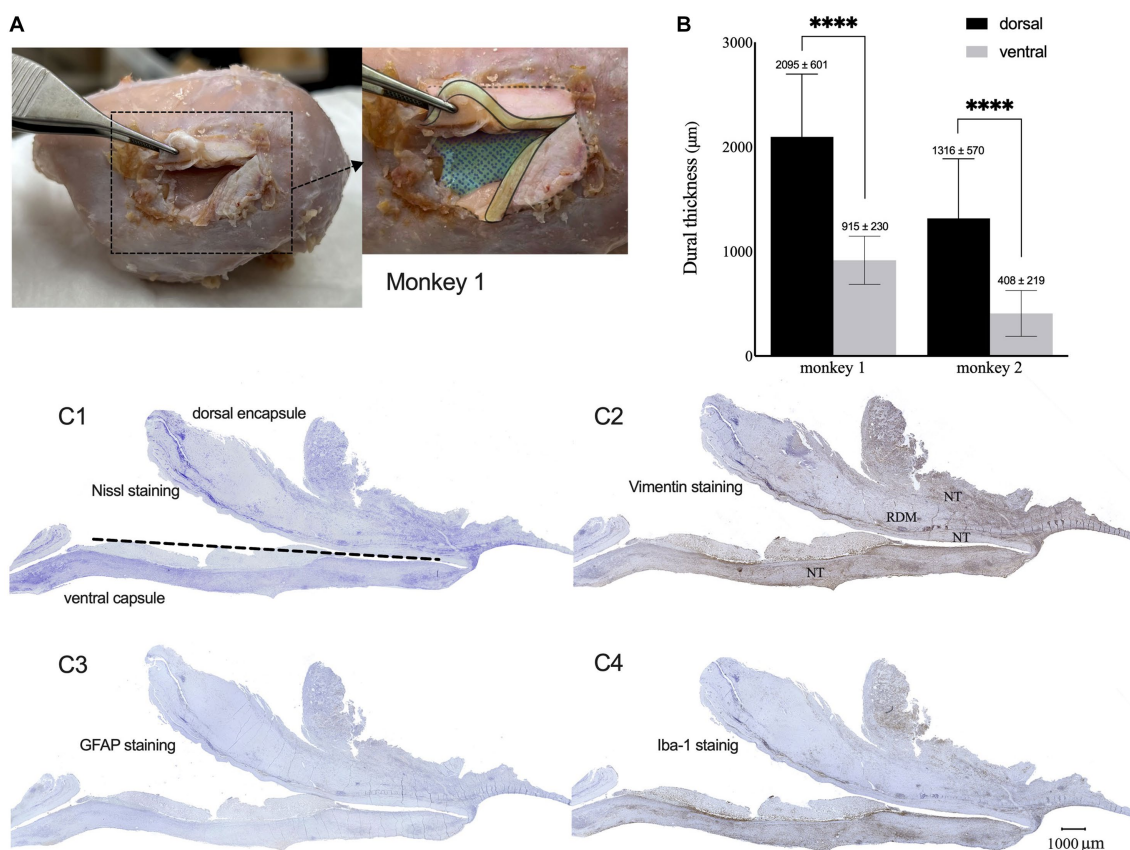 A
Monkey 1
B
dorsal
ventral
****
****
3000
2000
1000
0
Dural thickness (µm)
2095 ± 601
915 ± 230
1316 ± 570
408 ± 219
monkey 1
monkey 2
C1
dorsal encapsule
Nissl staining
ventral capsule
C2
Vimentin staining
NT
RDM
NT
NT
C3
GFAP staining
C4
Iba-1 stainig
1000 µm